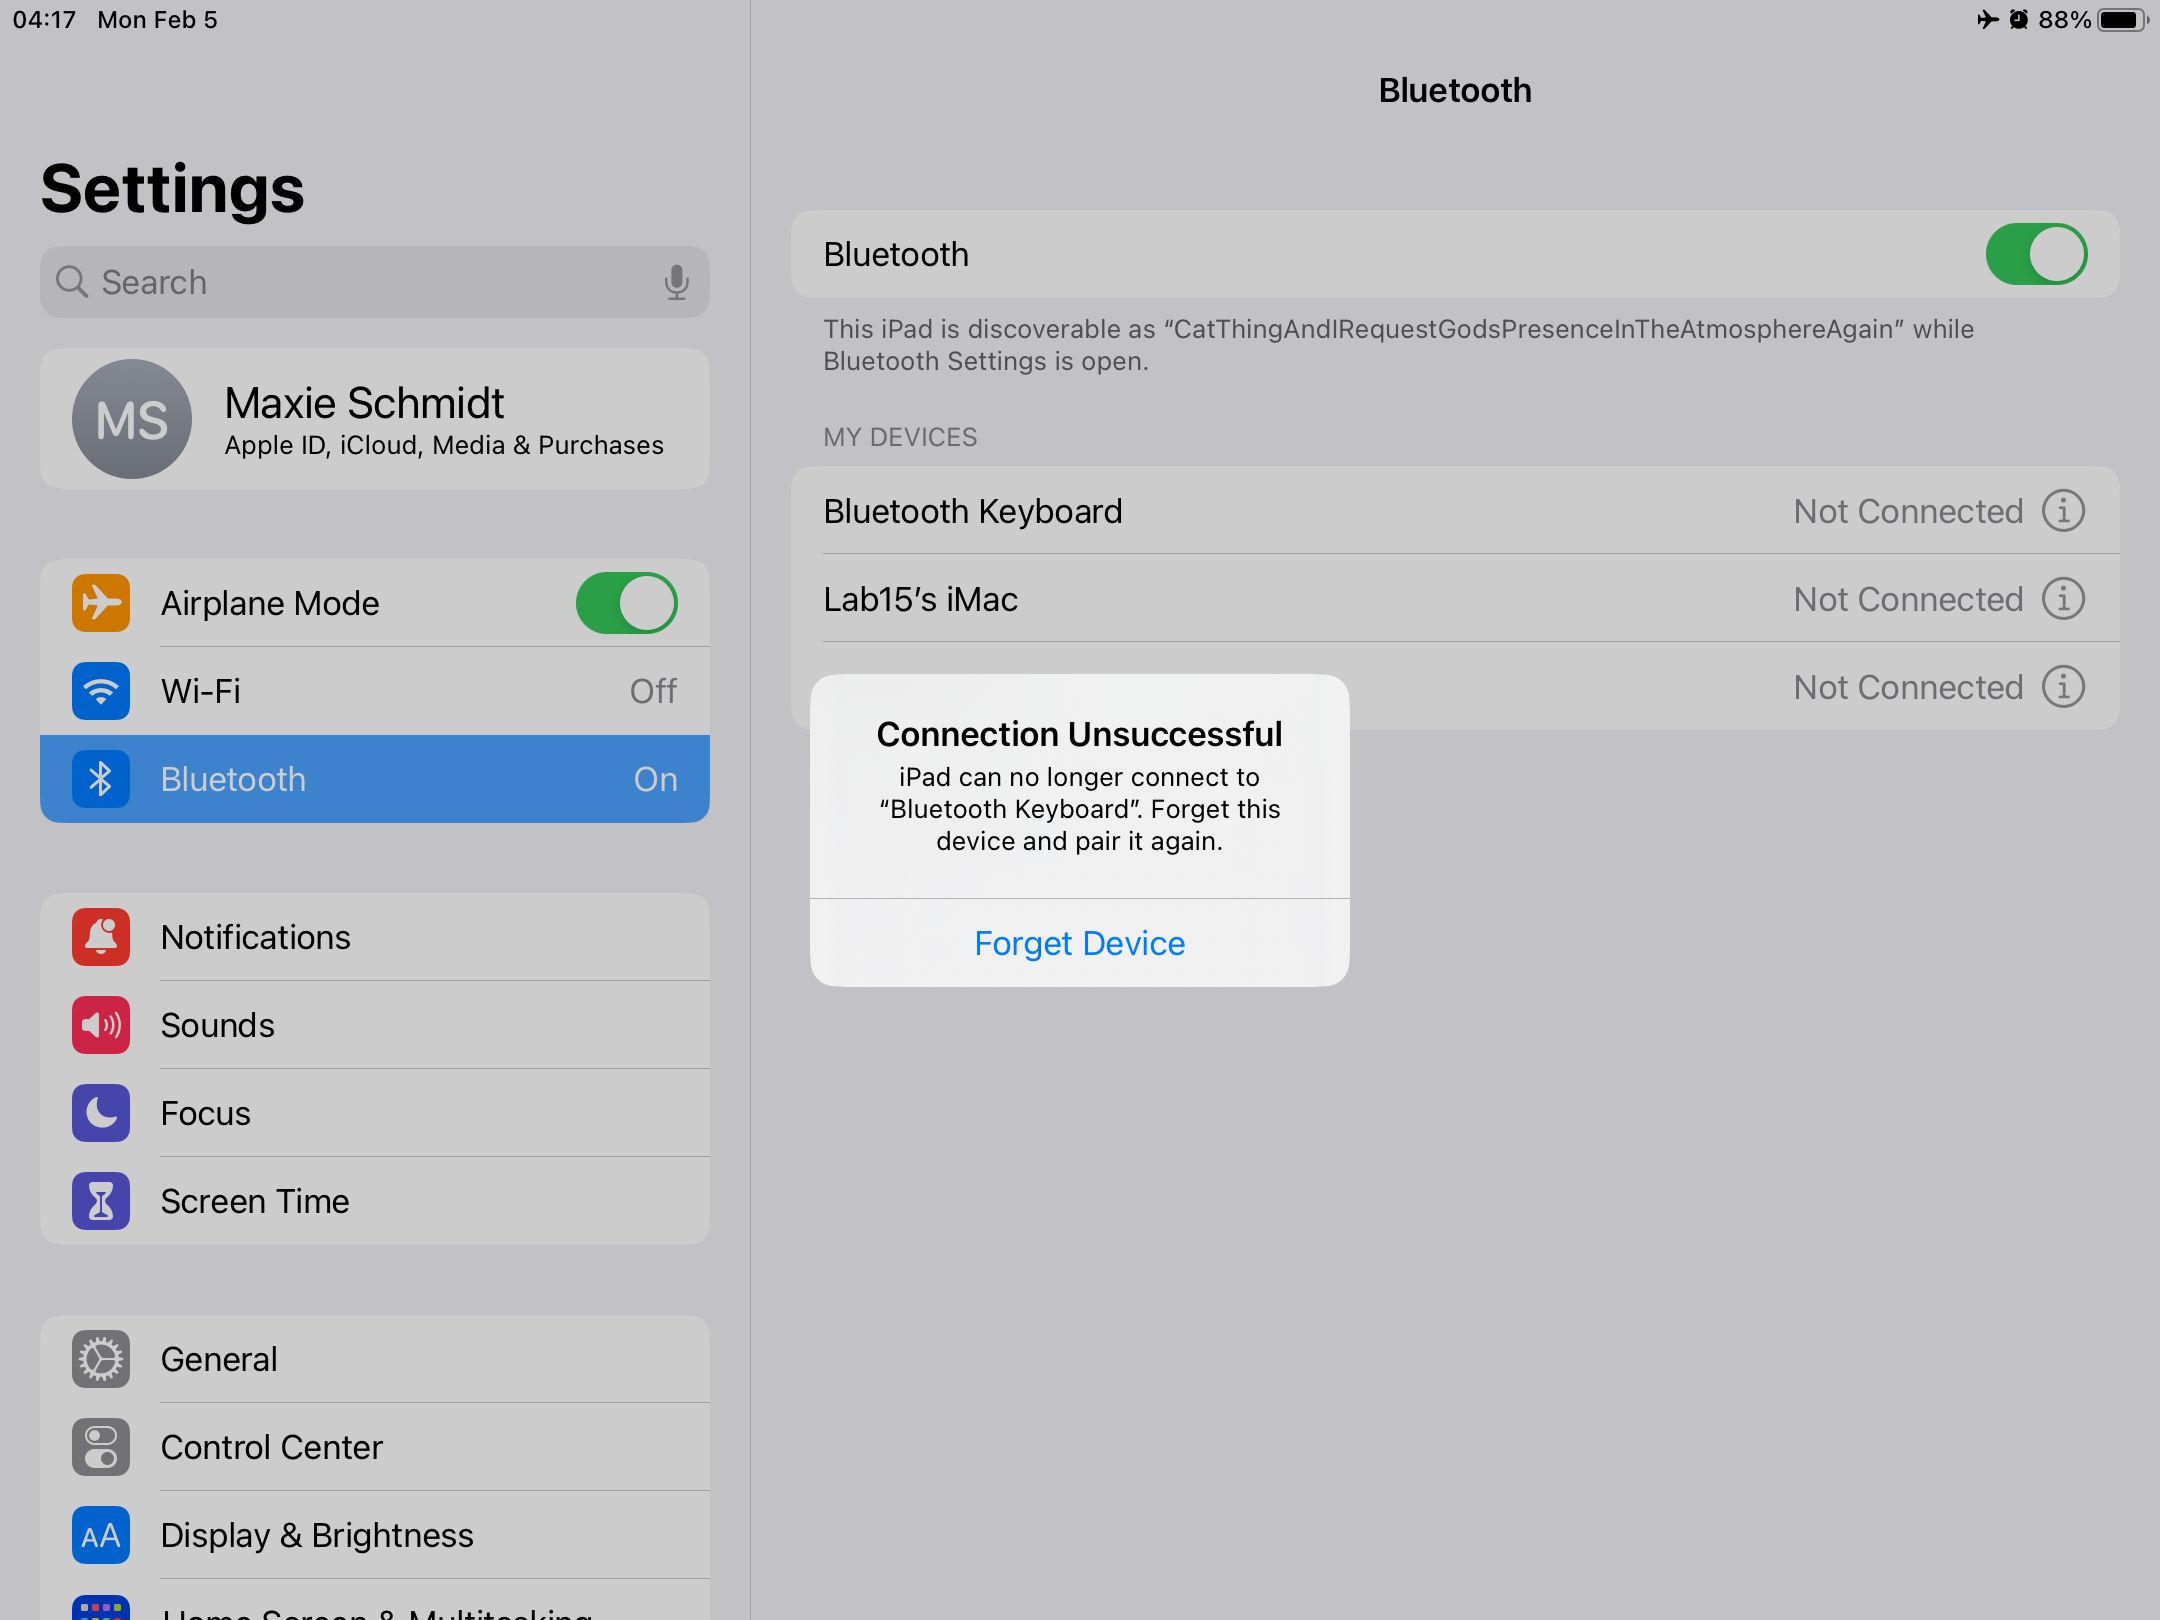 04:17 Mon Feb 5
88%
Settings
Search
MS
Maxie Schmidt
Apple ID, iCloud, Media & Purchases
Airplane Mode
Wi-Fi Off
Bluetooth On
Notifications
Sounds
Focus
Screen Time
General
Control Center
AA Display & Brightness
Home Screen & Multitasking
Bluetooth
Bluetooth
This iPad is discoverable as “CatThingAndIRequestGodsPresenceInTheAtmosphereAgain” while
Bluetooth Settings is open.
MY DEVICES
Bluetooth Keyboard Not Connected
Lab15’s iMac Not Connected
Not Connected
Connection Unsuccessful
iPad can no longer connect to
“Bluetooth Keyboard”. Forget this
device and pair it again.
Forget Device